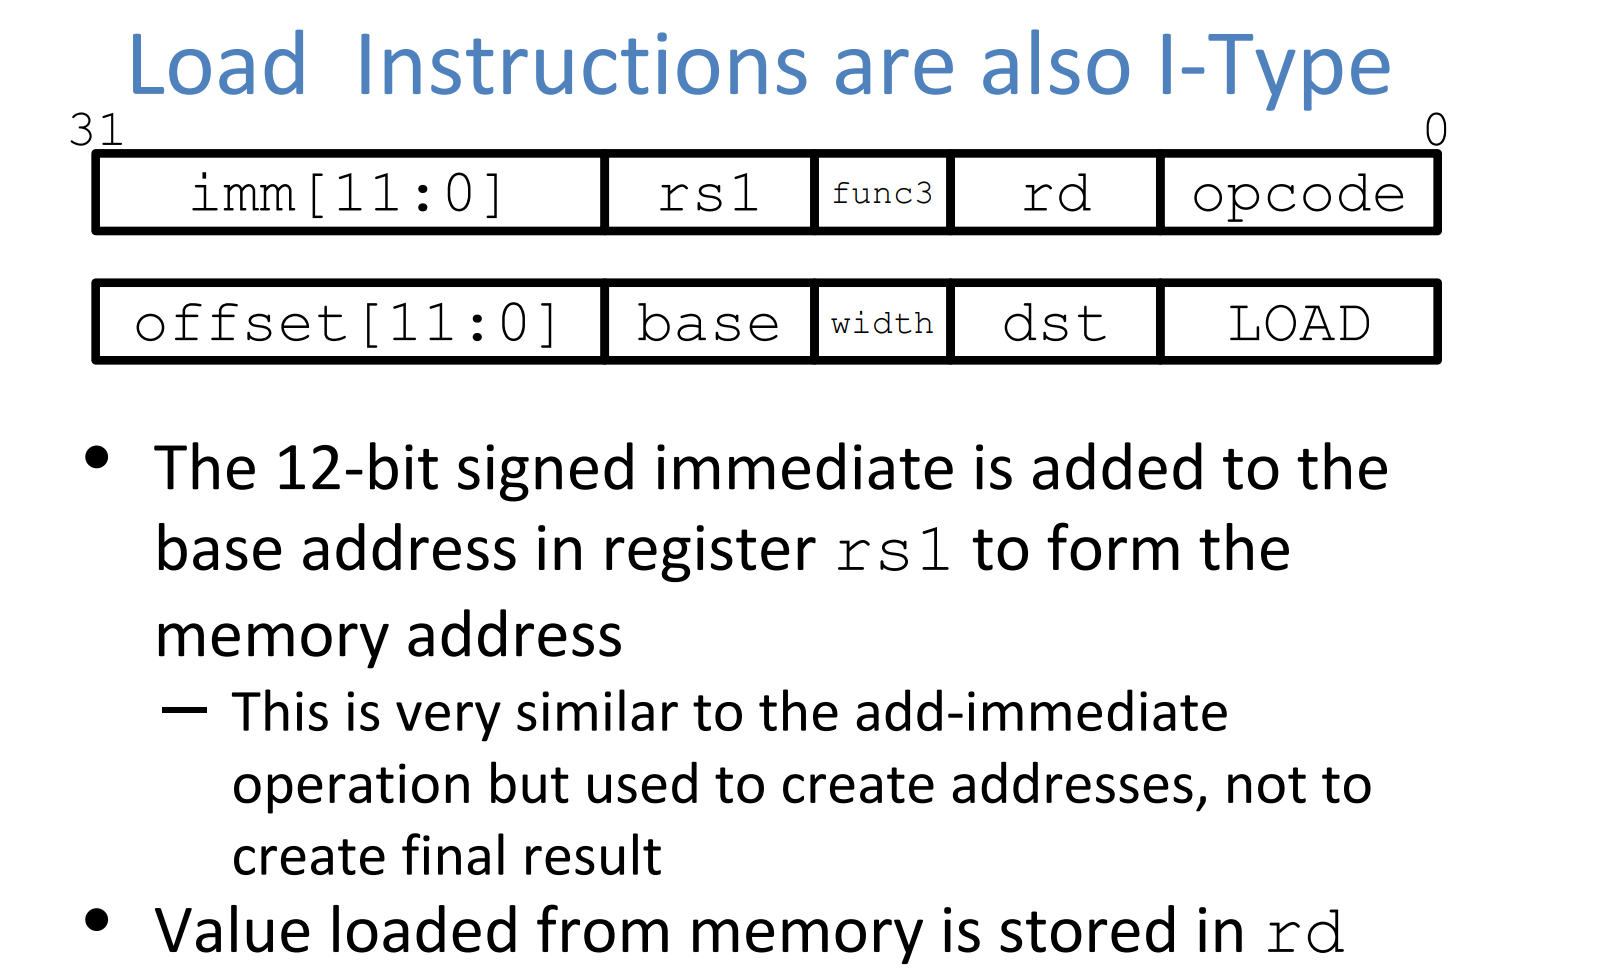 Load  Instructions are also I-Type
31 0
imm[11:0] rs1 func3 rd opcode
offset[11:0] base width dst LOAD
• The 12-bit signed immediate is added to the
base address in register rs1 to form the
memory address
— This is very similar to the add-immediate
operation but used to create addresses, not to
create final result
• Value loaded from memory is stored in rd